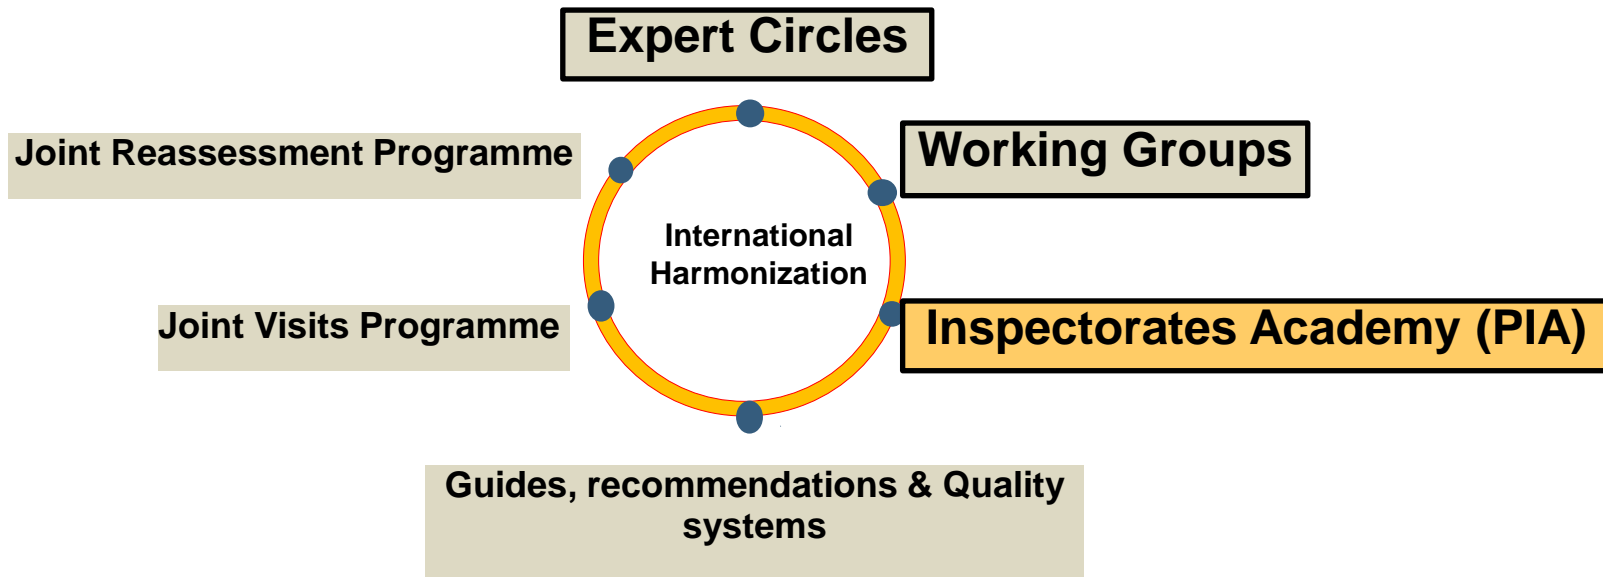 Expert Circles
Joint Reassessment Programme
Working Groups
International
Harmonization
Joint Visits Programme
Inspectorates Academy (PIA)
Guides, recommendations & Quality
systems